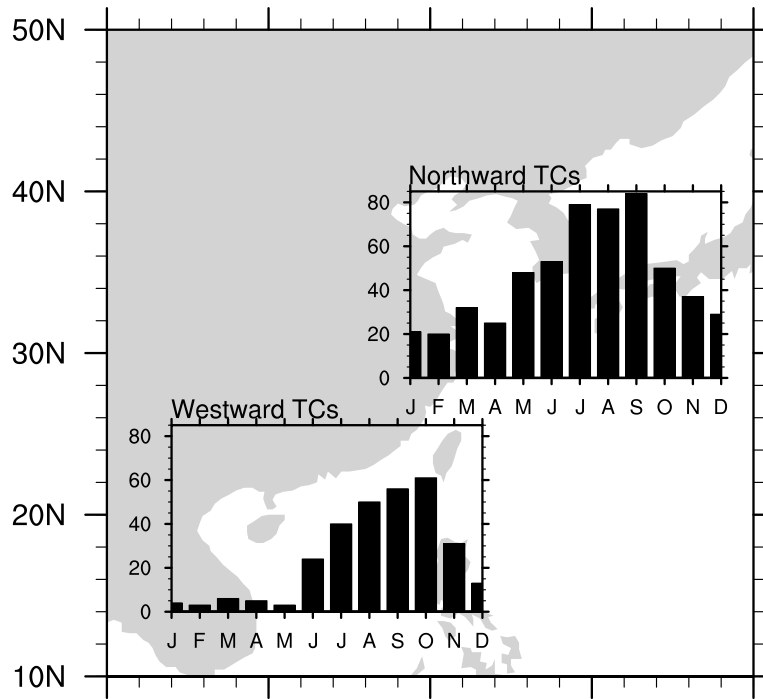 50N
40N
30N
20N
10N
Northward TCs
80
60
40
20
0
J F M A M J J A S O N D
Westward TCs
80
60
40
20
0
J F M A M J J A S O N D